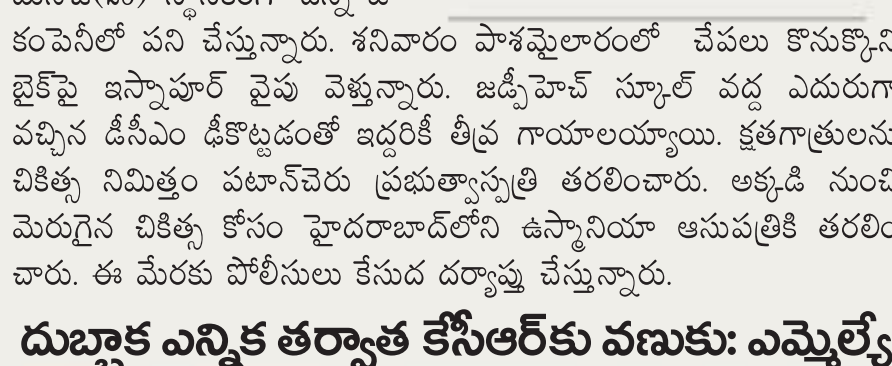 కంపెనీలో పని చేస్తున్నారు. శనివారం పాశమైలారంలో చేపలు కొనుక్కొని
బైక్‌పై ఇస్నాపూర్ వైపు వెళ్తున్నారు. జడ్పీహెచ్ స్కూల్ వద్ద ఎదురుగా
వచ్చిన డీసీఎం ఢీకొట్టడంతో ఇద్దరికీ తీవ్ర గాయాలయ్యాయి. క్షతగాత్రులను
చికిత్స నిమిత్తం పటాన్‌చెరు ప్రభుత్వాస్పత్రి తరలించారు. అక్కడి నుంచి
మెరుగైన చికిత్స కోసం హైదరాబాద్‌లోని ఉస్మానియా ఆసుపత్రికి తరలిం
చారు. ఈ మేరకు పోలీసులు కేసుద దర్యాప్తు చేస్తున్నారు.
దుబ్బాక ఎన్నిక తర్వాత కేసీఆర్‌కు వణుకు: ఎమ్మెల్యే